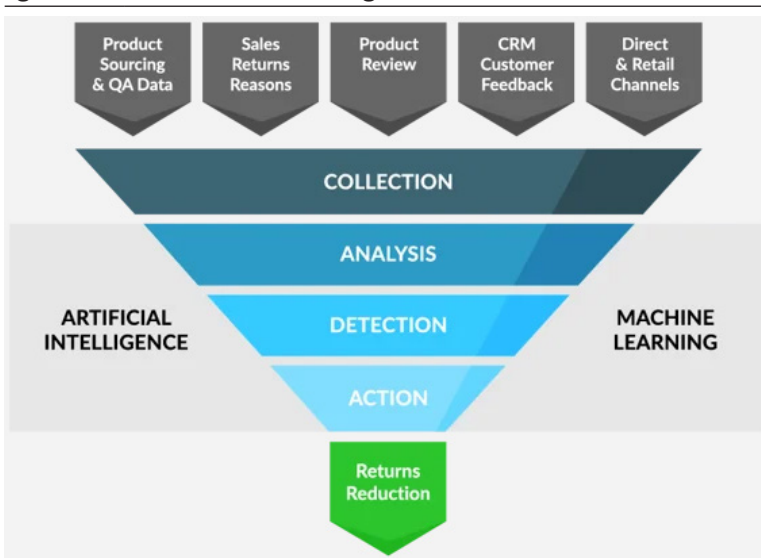 Product
Sourcing
& QA Data
Sales
Returns
Reasons
Product
Review
CRM
Customer
Feedback
Direct
& Retail
Channels
COLLECTION
ANALYSIS
ARTIFICIAL
INTELLIGENCE
DETECTION
MACHINE
LEARNING
ACTION
Returns
Reduction